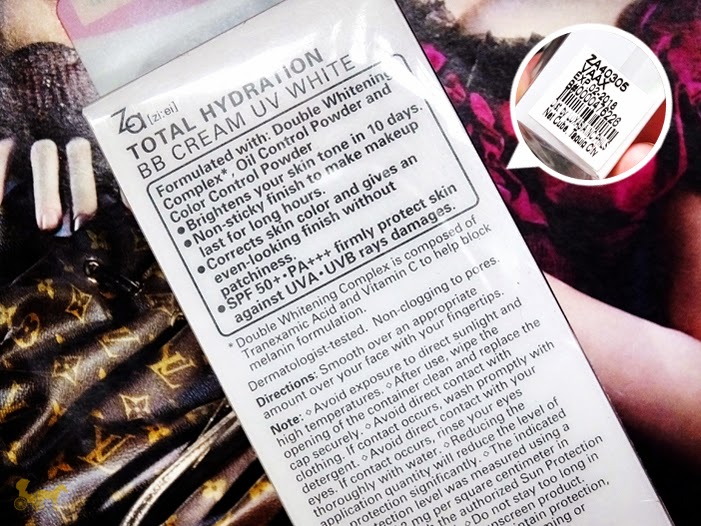 Za [zi:ei]
TOTAL HYDRATION
BB CREAM UV WHITE
Formulated with: Double Whitening
Complex*, Oil Control Powder and
Color Control Powder
• Brightens your skin tone in 10 days.
• Non-sticky finish to make makeup
last for long hours.
• Corrects skin color and gives an
even-looking finish without
patchiness.
• SPF 50+·PA+++ firmly protect skin
against UVA·UVB rays damages.
*Double Whitening Complex is composed of
Tranexamic Acid and Vitamin C to help block
melanin formulation.
Dermatologist-tested. Non-clogging to pores.
Directions: Smooth over an appropriate
amount over your face with your fingertips.
Note: ◇Avoid exposure to direct sunlight and
high temperatures. ◇After use, wipe the
opening of the container clean and replace the
cap securely. ◇Avoid direct contact with
clothing. If contact occurs, wash promptly with
detergent. ◇Avoid direct contact with your
eyes. If contact occurs, rinse your eyes
thoroughly with water. ◇Reducing the
application quantity will reduce the level of
protection significantly. ◇The indicated
protection level was measured using a
mg per square centimeter in
the authorized Sun Protection
◇Do not stay too long in
screen product.
protection,
or
ZA40305
VAAX
EXP